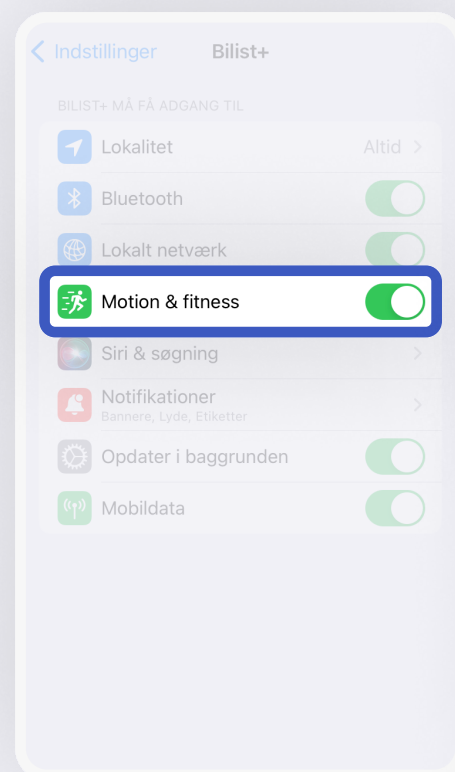 Indstillinger
Bilist+
BILIST+ MÅ FÅ ADGANG TIL
Lokalitet
Altid
Bluetooth
Lokalt netværk
Motion & fitness
Siri & søgning
Notifikationer
Bannere, Lyde, Etiketter
Opdater i baggrunden
Mobildata